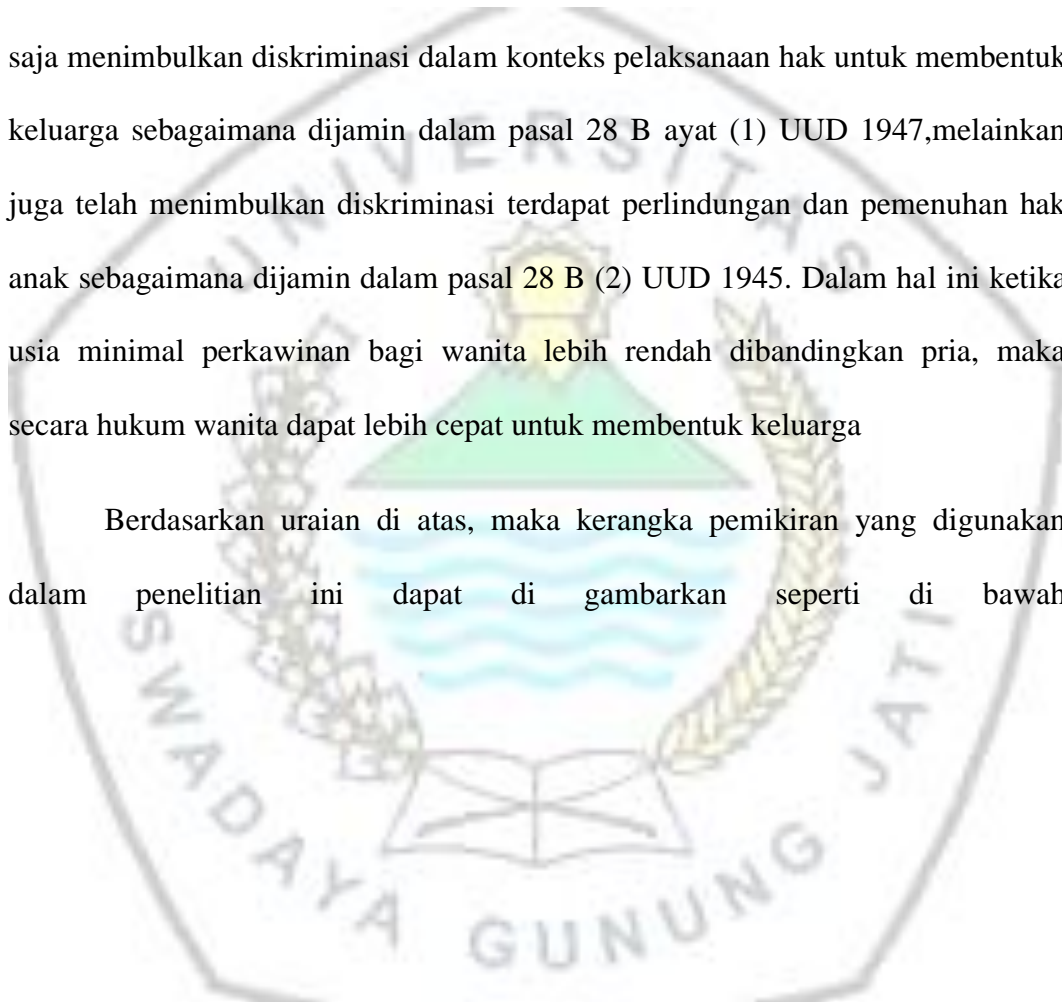 saja menimbulkan diskriminasi dalam konteks pelaksanaan hak untuk membentuk
keluarga sebagaimana dijamin dalam pasal 28 B ayat (1) UUD 1947,melainkan
juga telah menimbulkan diskriminasi terdapat perlindungan dan pemenuhan hak
anak sebagaimana dijamin dalam pasal 28 B (2) UUD 1945. Dalam hal ini ketika
usia minimal perkawinan bagi wanita lebih rendah dibandingkan pria, maka
secara hukum wanita dapat lebih cepat untuk membentuk keluarga
Berdasarkan uraian di atas, maka kerangka pemikiran yang digunakan
dalam penelitian ini dapat di gambarkan seperti di bawah
UNIVERSITAS
SWADAYA GUNUNG JATI